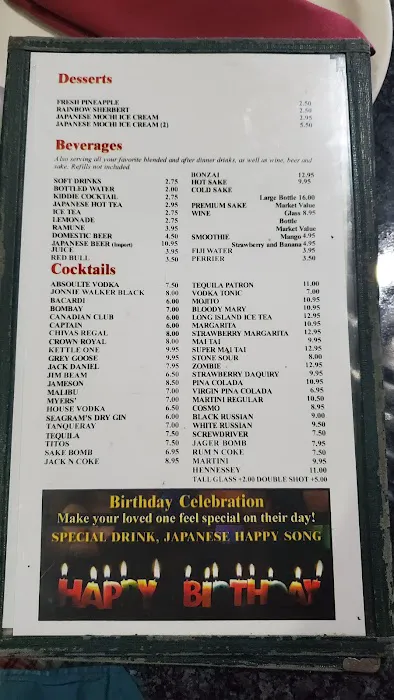 Desserts
FRESH PINEAPPLE 2.50
RAINBOW SHERBERT 2.50
JAPANESE MOCHI ICE CREAM 3.95
JAPANESE MOCHI ICE CREAM (2) 5.50
Beverages
Also serving all your favorite blended and after dinner drinks, as well as wine, beer and
sake. Refills not included
SOFT DRINKS 2.75
BOTTLED WATER 2.00
KIDDIE COCKTAIL 2.75
JAPANESE HOT TEA 2.95
ICE TEA 2.75
LEMONADE 2.75
RAMUNE 3.95
DOMESTIC BEER 4.50
JAPANESE BEER (Import) 10.95
JUICE 3.95
RED BULL 3.50
BONZAI 12.95
HOT SAKE 9.95
COLD SAKE
Large Bottle 16.00
PREMIUM SAKE Market Value
WINE Glass 8.95
Bottle
Market Value
SMOOTHIE Mango 4.95
Strawberry and Banana 4.95
FIJI WATER 3.95
PERRIER 3.50
Cocktails
ABSOULTE VODKA 7.50
JONNIE WALKER BLACK 8.00
BACARDI 6.00
BOMBAY 7.00
CANADIAN CLUB 6.00
CAPTAIN 6.00
CHIVAS REGAL 8.00
CROWN ROYAL 8.00
KETTLE ONE 9.95
GREY GOOSE 9.95
JACK DANIEL 7.95
JIM BEAM 6.50
JAMESON 8.50
MALIBU 7.00
MYERS' 7.00
HOUSE VODKA 6.50
SEAGRAM'S DRY GIN 6.00
TANQUERAY 7.00
TEQUILA 7.50
TITOS 7.50
SAKE BOMB 6.95
JACK N COKE 8.95
TEQUILA PATRON 11.00
VODKA TONIC 7.00
MOJITO 10.95
BLOODY MARY 10.95
LONG ISLAND ICE TEA 12.95
MARGARITA 10.95
STRAWBERRY MARGARITA 12.95
MAI TAI 9.95
SUPER MAI TAI 12.95
STONE SOUR 8.00
ZOMBIE 12.95
STRAWBERRY DAQUIRY 9.95
PINA COLADA 10.95
VIRGIN PINA COLADA 6.95
MARTINI REGULAR 10.50
COSMO 8.95
BLACK RUSSIAN 9.00
WHITE RUSSIAN 9.50
SCREWDRIVER 7.50
JAGER BOMB 7.95
RUM N COKE 7.50
MARTINI 9.95
HENNESSEY 11.00
TALL GLASS +2.00 DOUBLE SHOT +5.00
Birthday Celebration
Make your loved one feel special on their day!
SPECIAL DRINK, JAPANESE HAPPY SONG
HAPPY BIRTHDAY